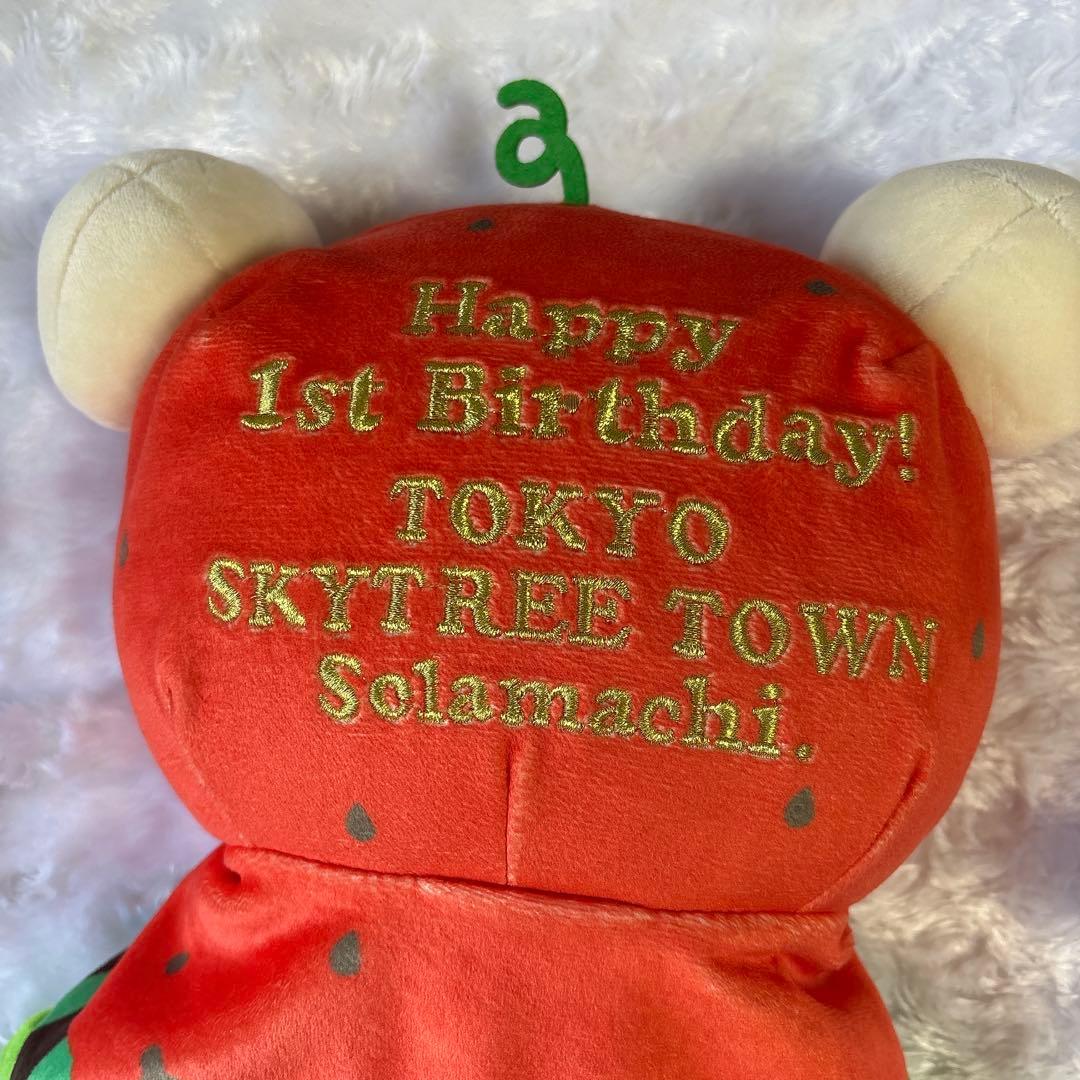 Happy
1st Birthday!
TOKYO
SKYTREE TOWN
Solamachi.